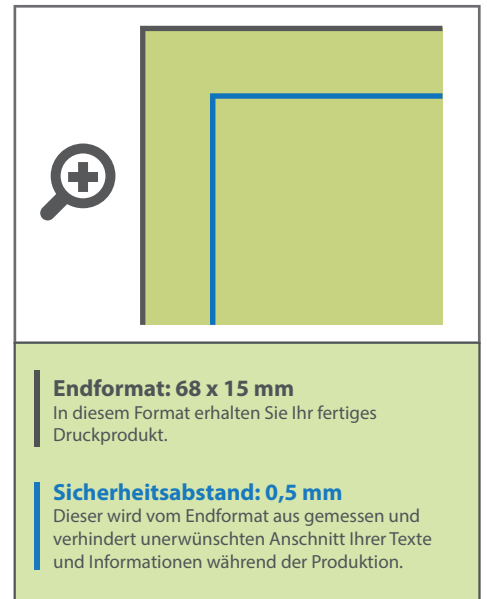 Endformat: 68 x 15 mm
In diesem Format erhalten Sie Ihr fertiges
Druckprodukt.
Sicherheitsabstand: 0,5 mm
Dieser wird vom Endformat aus gemessen und
verhindert unerwünschten Anschnitt Ihrer Texte
und Informationen während der Produktion.